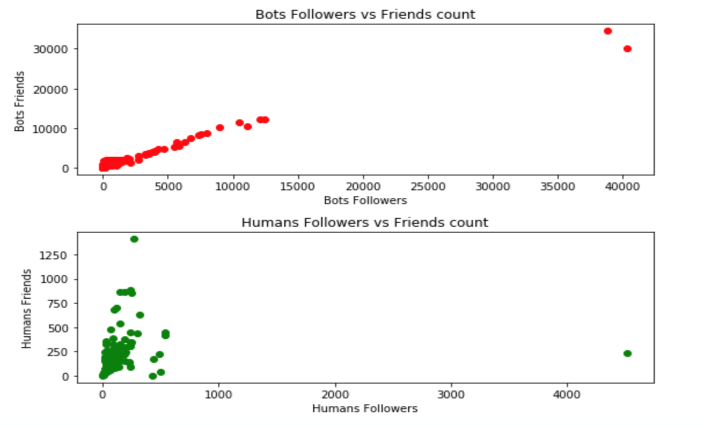 Bots Followers vs Friends count
Bots Friends
30000
20000
10000
0
0 5000 10000 15000 20000 25000 30000 35000 40000
Bots Followers
Humans Followers vs Friends count
Humans Friends
1250
1000
750
500
250
0
0 1000 2000 3000 4000
Humans Followers